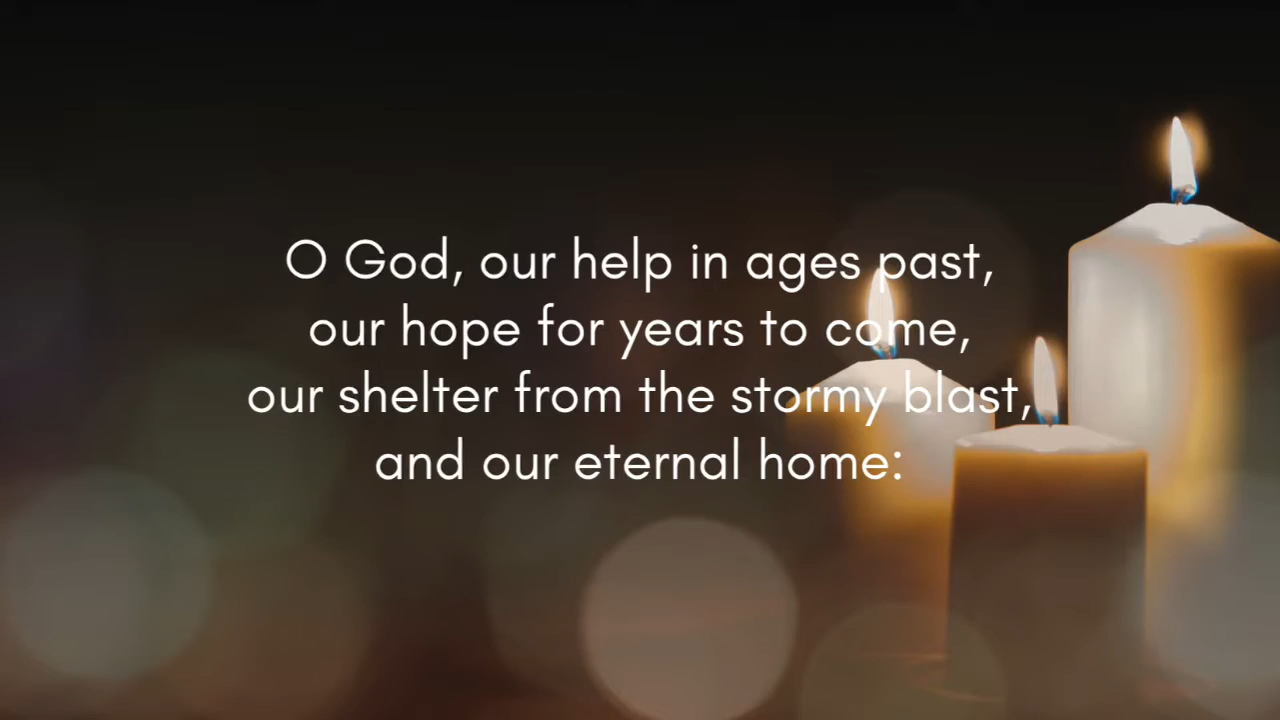 O God, our help in ages past,
our hope for years to come,
our shelter from the stormy blast,
and our eternal home: